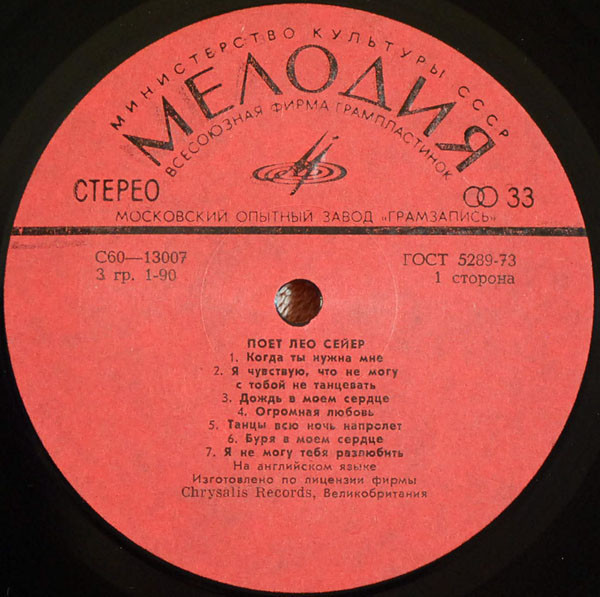 МИНИСТЕРСТВО КУЛЬТУРЫ СССР
МЕЛОДИЯ
ВСЕСОЮЗНАЯ ФИРМА ГРАМПЛАСТИНОК
СТЕРЕО
33
МОСКОВСКИЙ ОПЫТНЫЙ ЗАВОД «ГРАМЗАПИСЬ»
С60—13007
ГОСТ 5289-73
3 гр. 1-90
1 сторона
ПОЕТ ЛЕО СЕЙЕР
1. Когда ты нужна мне
2. Я чувствую, что не могу
с тобой не танцевать
3. Дождь в моем сердце
4. Огромная любовь
5. Танцы всю ночь напролет
6. Буря в моем сердце
7. Я не могу тебя разлюбить
На английском языке
Изготовлено по лицензии фирмы
Chrysalis Records, Великобритания